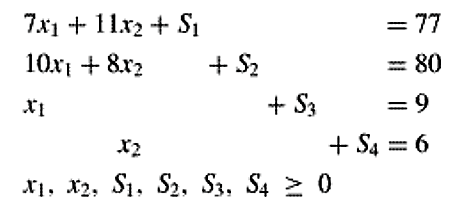 7x₁ + 11x₂ + S₁ = 77
10x₁ + 8x₂ + S₂ = 80
x₁ + S₃ = 9
x₂ + S₄ = 6
x₁, x₂, S₁, S₂, S₃, S₄ ≥ 0